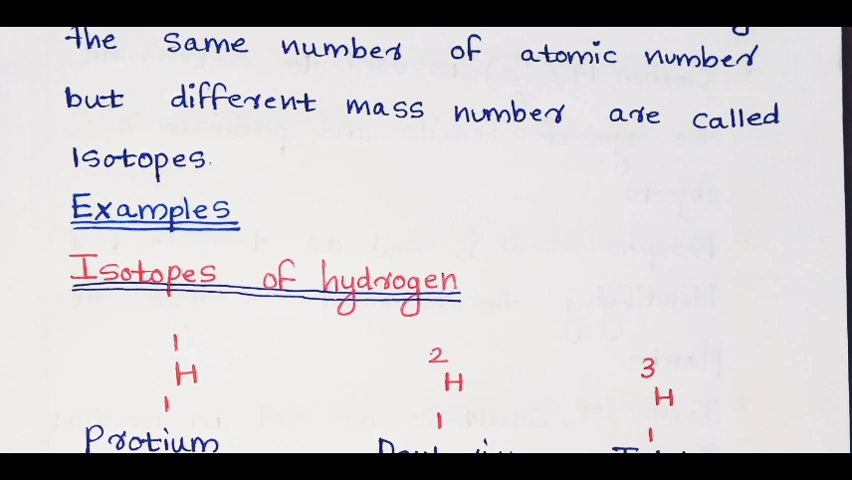 The same number of atomic number
but different mass number are called
Isotopes.
Examples
Isotopes of hydrogen
1 2 3
H H H
1 1 1
Protium